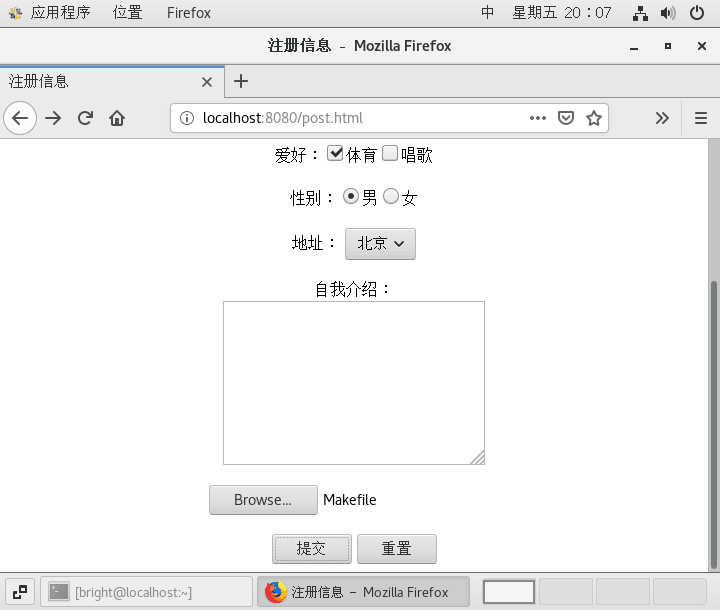 应用程序 位置 Firefox 中 星期五 20：07
注册信息 - Mozilla Firefox
注册信息
localhost:8080/post.html
爱好： 体育 唱歌
性别： 男 女
地址： 北京
自我介绍：
Browse... Makefile
提交 重置
[bright@localhost:~] 注册信息 - Mozilla Firefox